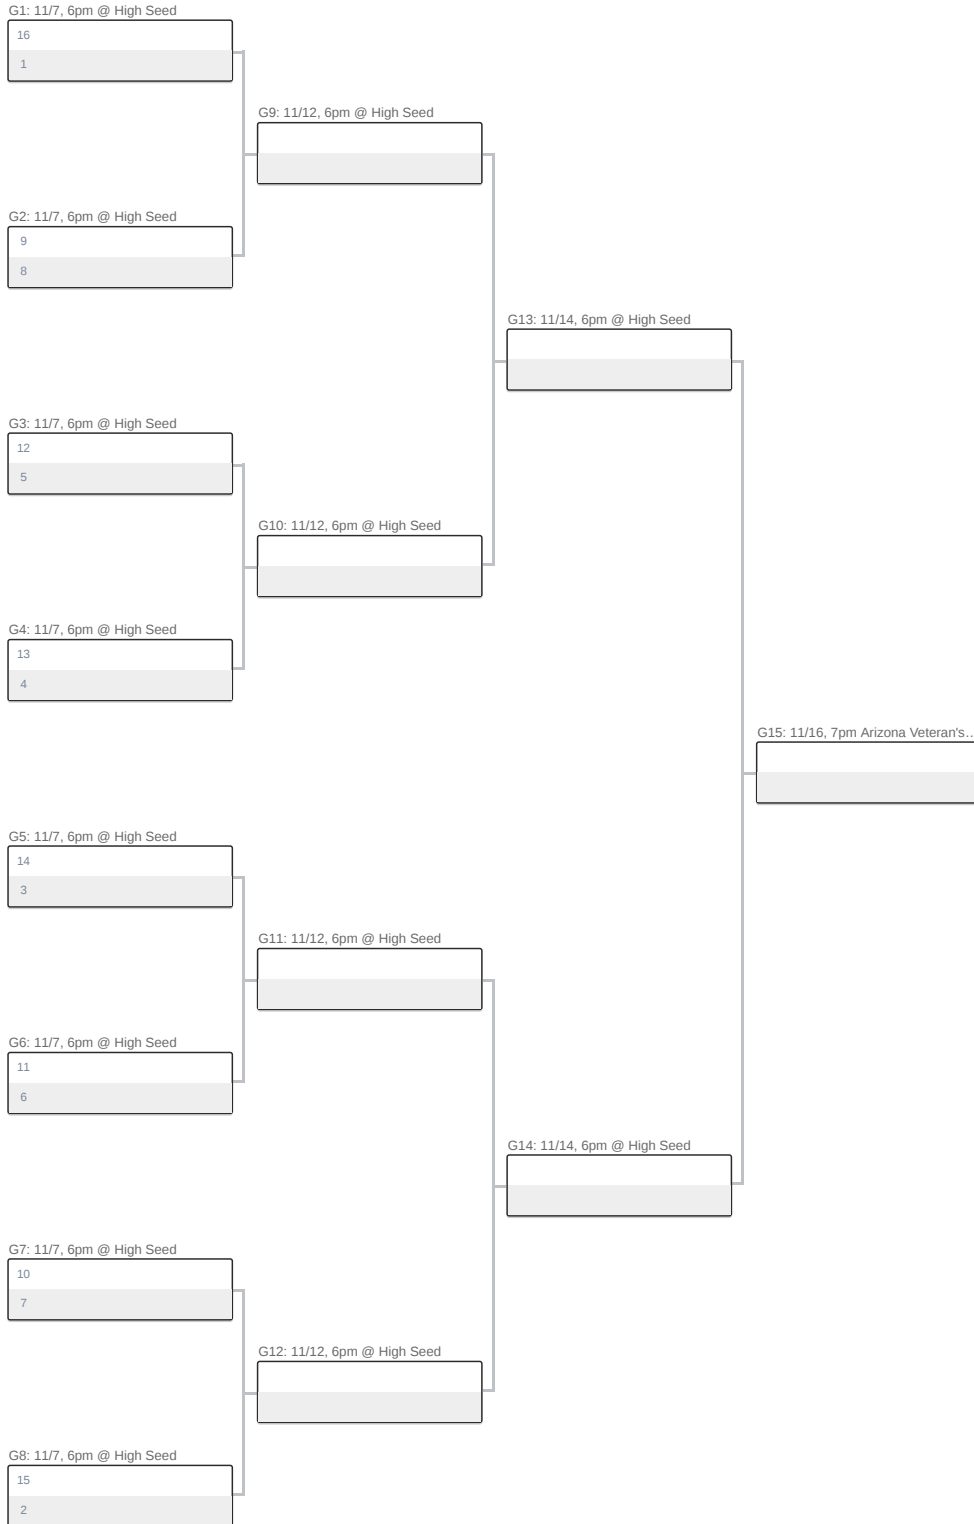 G1: 11/7, 6pm @ High Seed
16
1
G9: 11/12, 6pm @ High Seed
G2: 11/7, 6pm @ High Seed
9
8
G13: 11/14, 6pm @ High Seed
G3: 11/7, 6pm @ High Seed
12
5
G10: 11/12, 6pm @ High Seed
G4: 11/7, 6pm @ High Seed
13
4
G15: 11/16, 7pm Arizona Veteran's...
G5: 11/7, 6pm @ High Seed
14
3
G11: 11/12, 6pm @ High Seed
G6: 11/7, 6pm @ High Seed
11
6
G14: 11/14, 6pm @ High Seed
G7: 11/7, 6pm @ High Seed
10
7
G12: 11/12, 6pm @ High Seed
G8: 11/7, 6pm @ High Seed
15
2